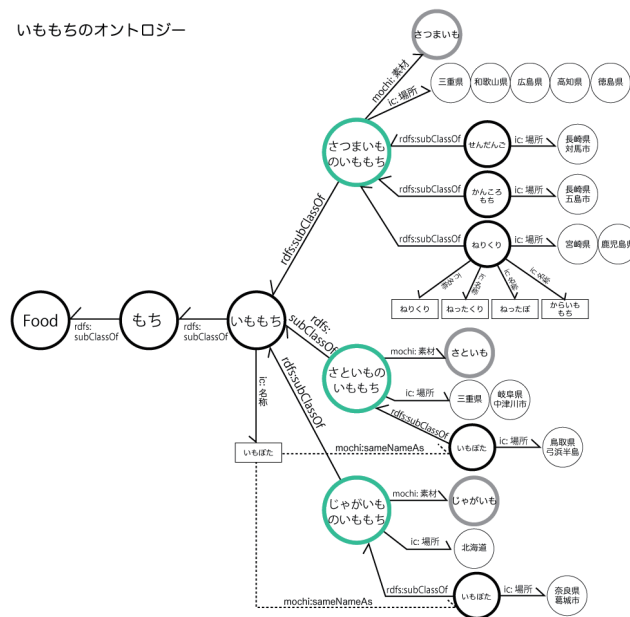 いももちのオントロジー
さつまいも
mochi: 素材
ic: 場所
三重県
和歌山県
広島県
高知県
徳島県
さつまいも
のいももち
rdfs:subClassOf
せんだんご
ic: 場所
長崎県
対馬市
rdfs:subClassOf
かんころ
もち
ic: 場所
長崎県
五島市
rdfs:subClassOf
ねりくり
ic: 場所
宮崎県
鹿児島県
ic: 名称
ic: 名称
ic: 名称
ic: 名称
ねりくり
ねったくり
ねったぼ
からいも
もち
rdfs:subClassOf
Food
rdfs:
subClassOf
もち
rdfs:
subClassOf
いももち
rdfs:
subClassOf
さといもの
いももち
mochi: 素材
さといも
ic: 場所
三重県
岐阜県
中津川市
rdfs:subClassOf
いもぼた
ic: 場所
鳥取県
弓浜半島
ic: 名称
いもぼた
mochi:sameNameAs
rdfs:subClassOf
じゃがいも
のいももち
mochi: 素材
じゃがいも
ic: 場所
北海道
rdfs:subClassOf
いもぼた
ic: 場所
奈良県
葛城市
mochi:sameNameAs